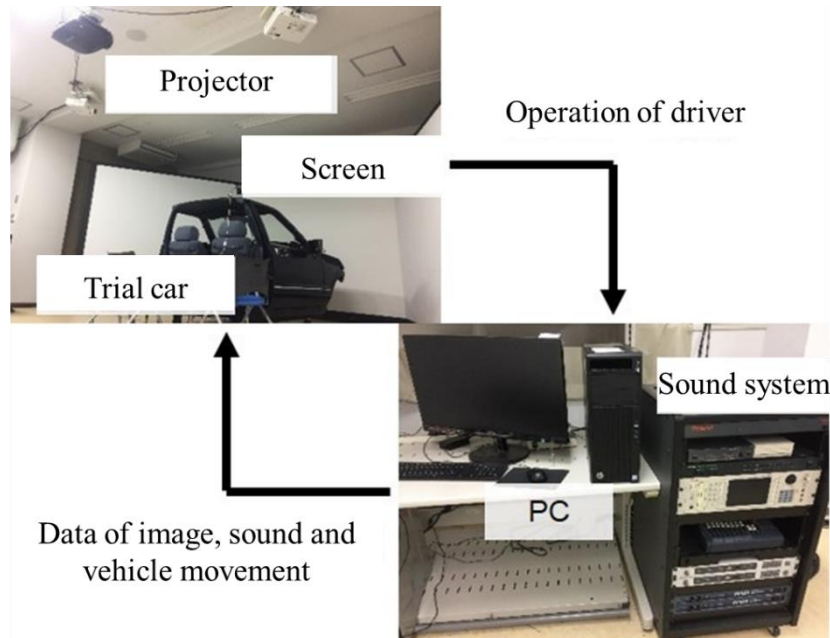 Projector
Operation of driver
Screen
Trial car
Sound system
PC
Data of image, sound and
vehicle movement